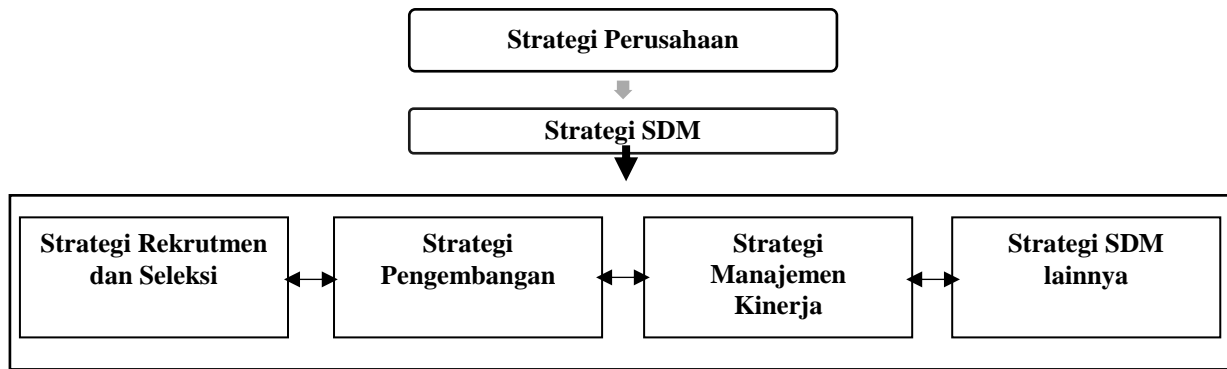 Strategi Perusahaan
Strategi SDM
Strategi Rekrutmen
dan Seleksi
Strategi
Pengembangan
Strategi
Manajemen
Kinerja
Strategi SDM
lainnya